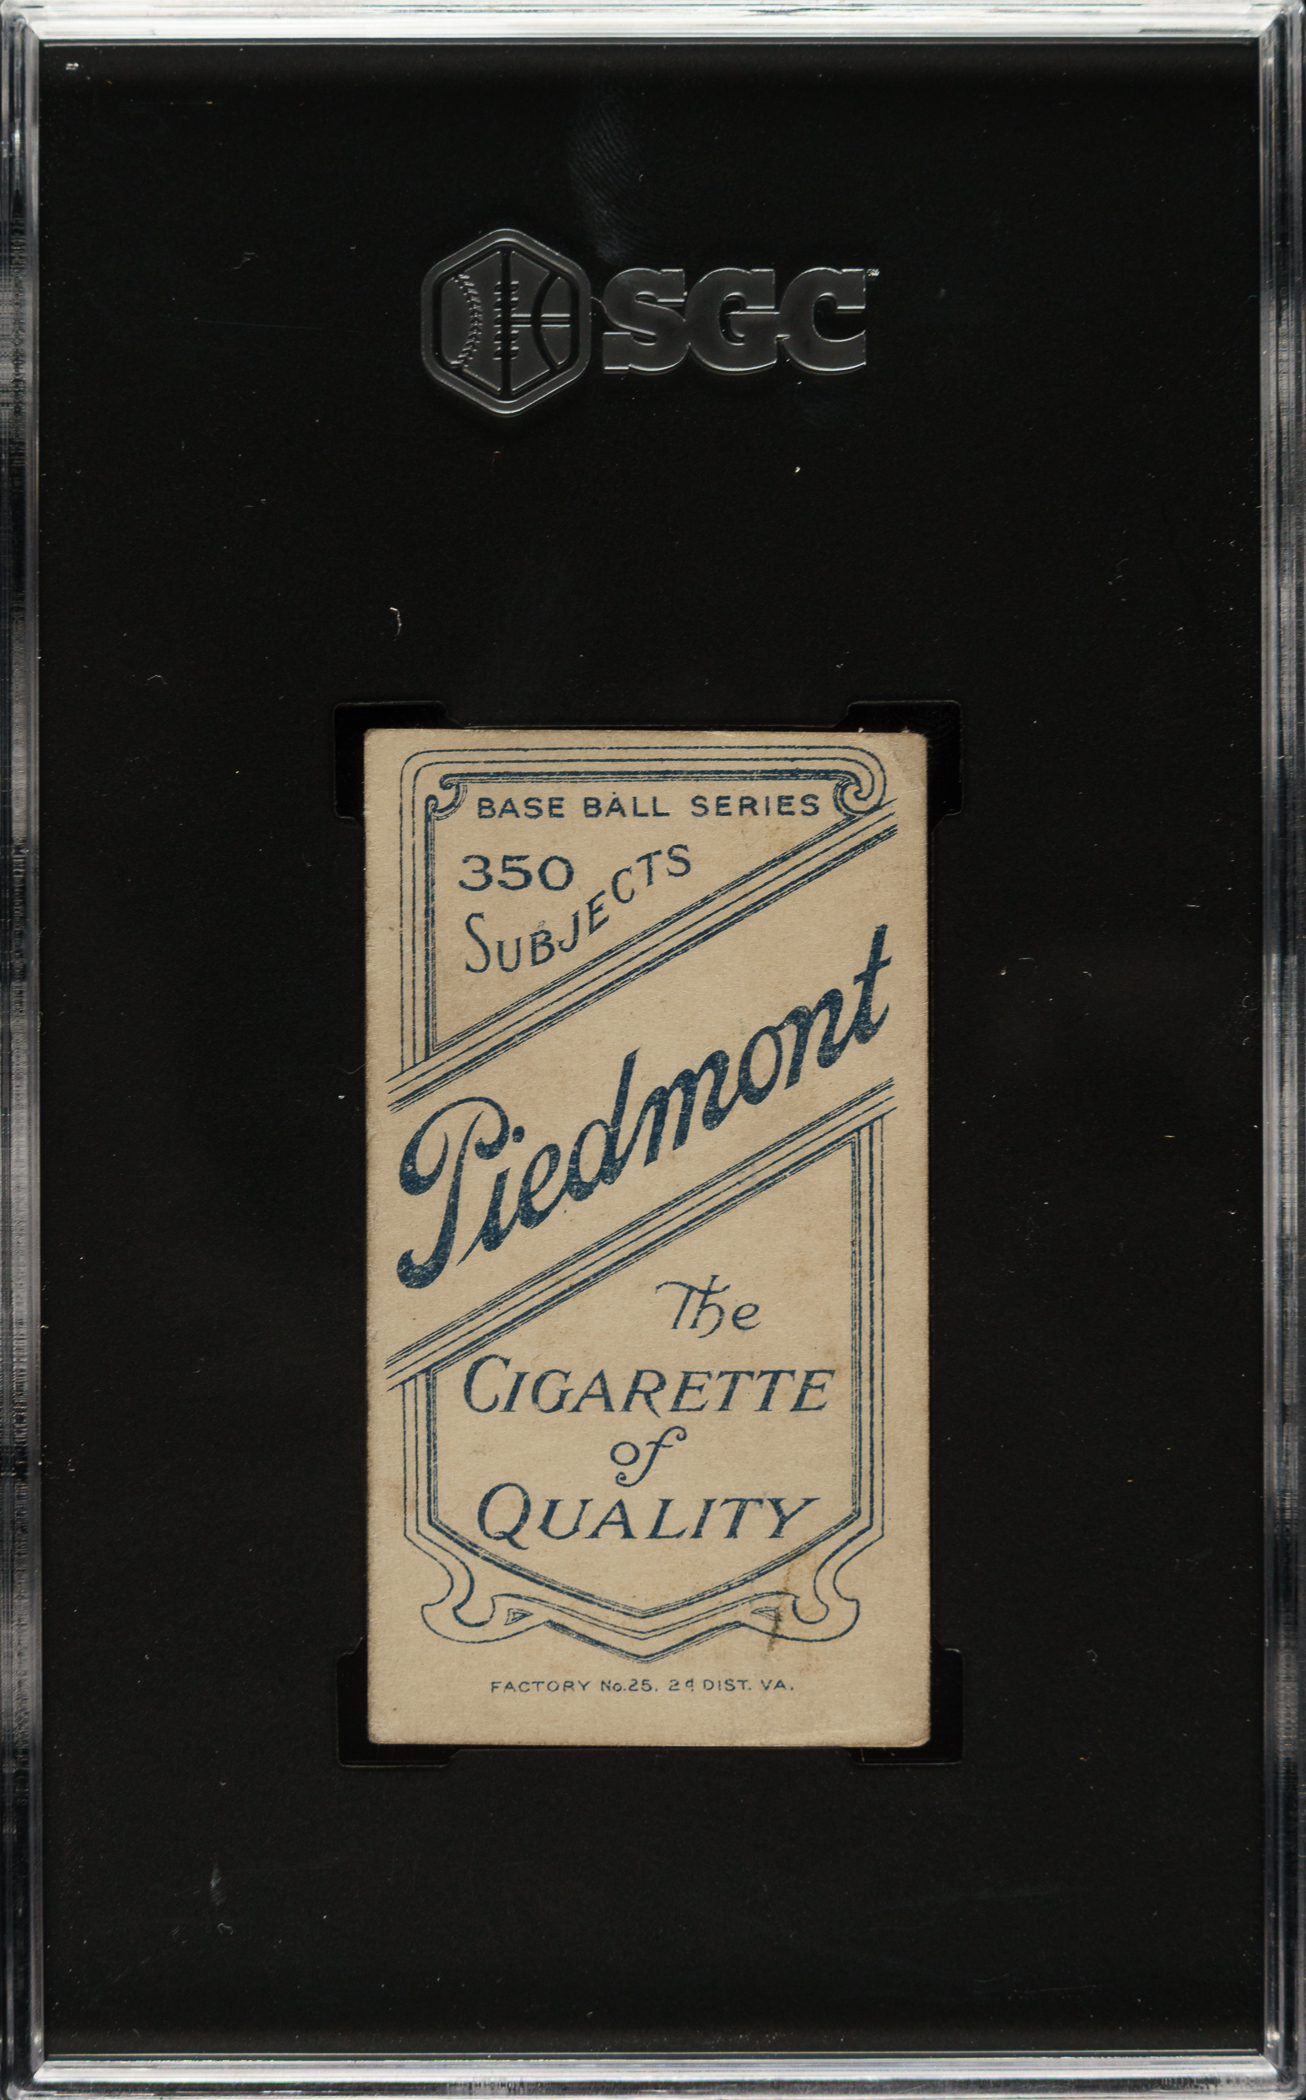 SGC
BASE BALL SERIES
350
SUBJECTS
Piedmont
The
CIGARETTE
of
QUALITY
FACTORY No.25. 2d DIST. VA.